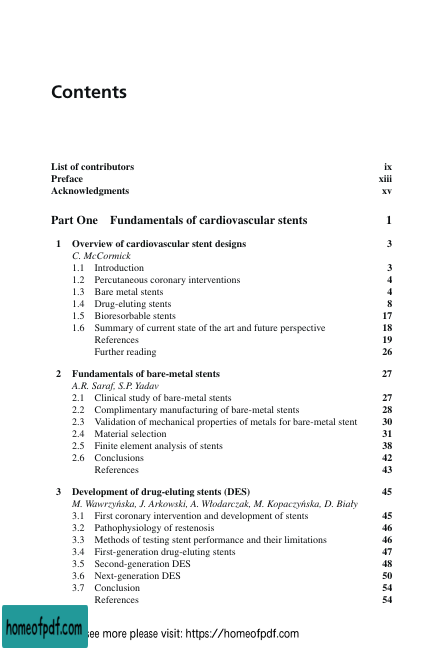 Contents
List of contributors ix
Preface xiii
Acknowledgments xv
Part One Fundamentals of cardiovascular stents 1
1 Overview of cardiovascular stent designs 3
C. McCormick
1.1 Introduction 3
1.2 Percutaneous coronary interventions 4
1.3 Bare metal stents 4
1.4 Drug-eluting stents 8
1.5 Bioresorbable stents 17
1.6 Summary of current state of the art and future perspective 18
References 19
Further reading 26
2 Fundamentals of bare-metal stents 27
A.R. Saraf, S.P. Yadav
2.1 Clinical study of bare-metal stents 27
2.2 Complimentary manufacturing of bare-metal stents 28
2.3 Validation of mechanical properties of metals for bare-metal stent 30
2.4 Material selection 31
2.5 Finite element analysis of stents 38
2.6 Conclusions 42
References 43
3 Development of drug-eluting stents (DES) 45
M. Wawrzyńska, J. Arkowski, A. Włodarczak, M. Kopaczyńska, D. Biały
3.1 First coronary intervention and development of stents 45
3.2 Pathophysiology of restenosis 46
3.3 Methods of testing stent performance and their limitations 46
3.4 First-generation drug-eluting stents 47
3.5 Second-generation DES 48
3.6 Next-generation DES 50
3.7 Conclusion 54
References 54
homeofpdf.com
see more please visit: https://homeofpdf.com